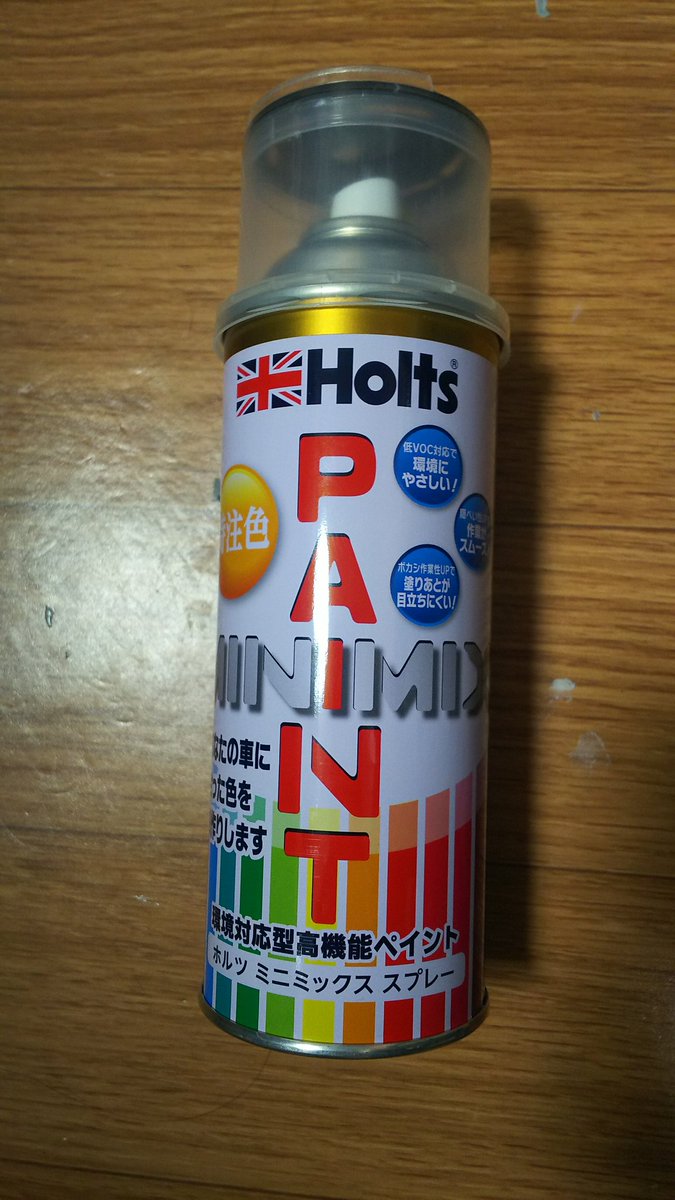 Holts®
PAINT
低VOC対応で
環境に
やさしい!
作業
スムース
ボカシ作業性UPで
塗りあとが
目立ちにくい!
注色
MINIMIX
なたの車に
った色を
作りします
環境対応型高機能ペイント
ホルツ ミニミックス スプレー